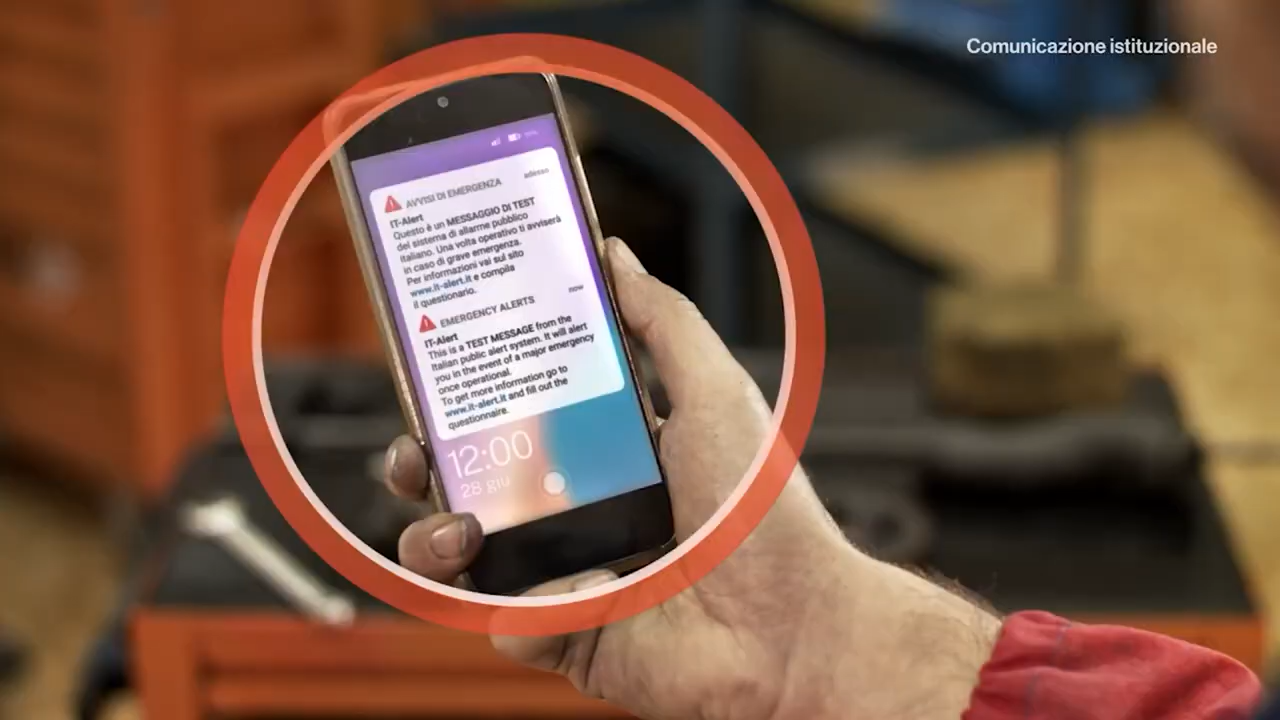 Comunicazione istituzionale
AVVISI DI EMERGENZA
adesso
IT-Alert
Questo è un MESSAGGIO DI TEST
del sistema di allarme pubblico
italiano. Una volta operativo ti avviserà
in caso di grave emergenza.
Per informazioni vai sul sito
www.it-alert.it e compila
il questionario.
EMERGENCY ALERTS
now
IT-Alert
This is a TEST MESSAGE from the
Italian public alert system. It will alert
you in the event of a major emergency
once operational.
To get more information go to
www.it-alert.it and fill out the
questionnaire.
12:00
28 giu